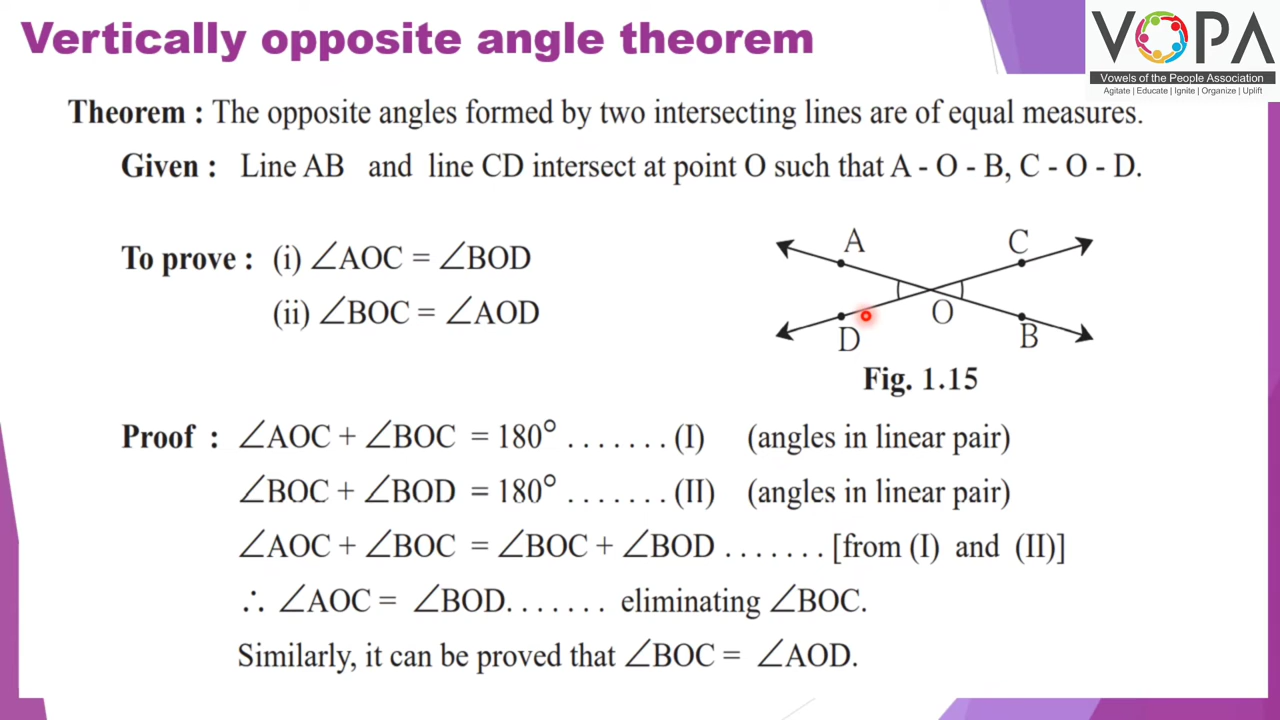 Vertically opposite angle theorem
VOPA
Vowels of the People Association
Agitate | Educate | Ignite | Organize | Uplift
Theorem : The opposite angles formed by two intersecting lines are of equal measures.
Given : Line AB and line CD intersect at point O such that A - O - B, C - O - D.
To prove : (i) ∠AOC = ∠BOD
(ii) ∠BOC = ∠AOD
A
C
O
D
B
Fig. 1.15
Proof : ∠AOC + ∠BOC = 180° . . . . . . . (I) (angles in linear pair)
∠BOC + ∠BOD = 180° . . . . . . . (II) (angles in linear pair)
∠AOC + ∠BOC = ∠BOC + ∠BOD . . . . . . . [from (I) and (II)]
∴ ∠AOC = ∠BOD. . . . . . . eliminating ∠BOC.
Similarly, it can be proved that ∠BOC = ∠AOD.